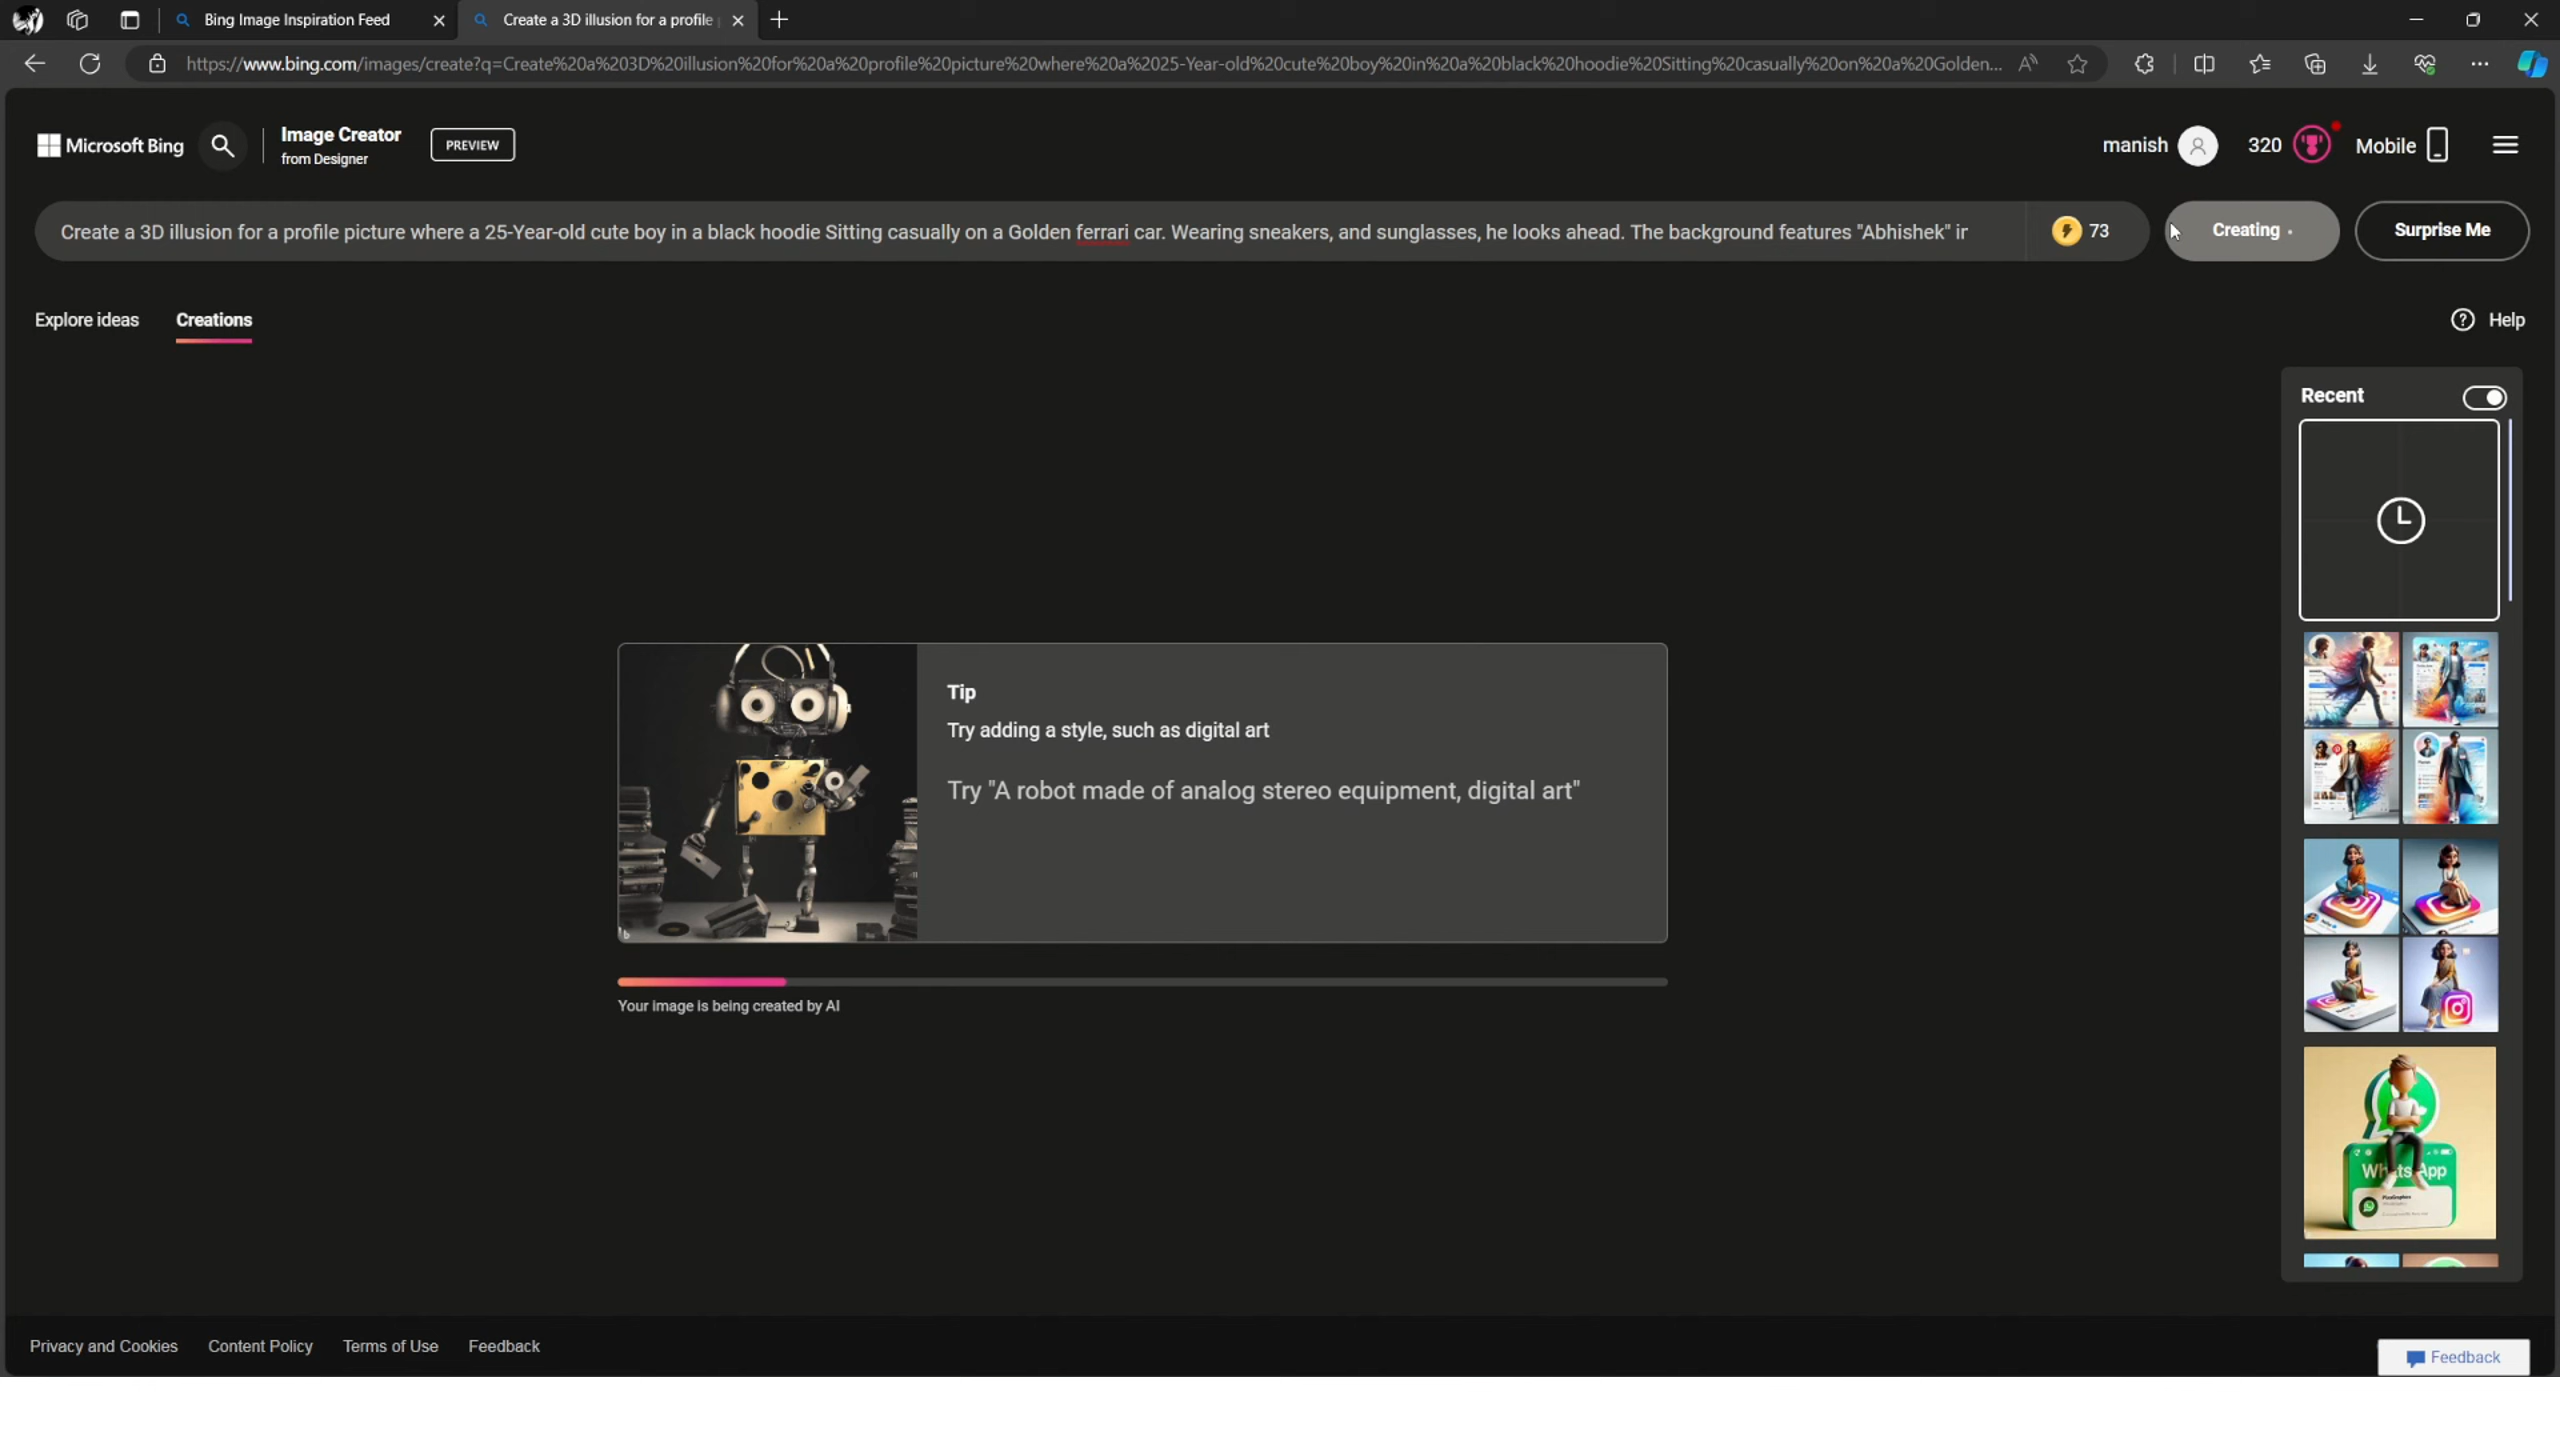 Bing Image Inspiration Feed
Create a 3D illusion for a profile
https://www.bing.com/images/create?q=Create%20a%203D%20illusion%20for%20a%20profile%20picture%20where%20a%2025-Year-old%20cute%20boy%20in%20a%20black%20hoodie%20Sitting%20casually%20on%20a%20Golden...
Microsoft Bing
Image Creator
from Designer
PREVIEW
manish
320
Mobile
Create a 3D illusion for a profile picture where a 25-Year-old cute boy in a black hoodie Sitting casually on a Golden ferrari car. Wearing sneakers, and sunglasses, he looks ahead. The background features "Abhishek" ir
73
Creating
Surprise Me
Explore ideas
Creations
Help
Recent
Tip
Try adding a style, such as digital art
Try "A robot made of analog stereo equipment, digital art"
Your image is being created by AI
WhatsApp
Privacy and Cookies
Content Policy
Terms of Use
Feedback
Feedback